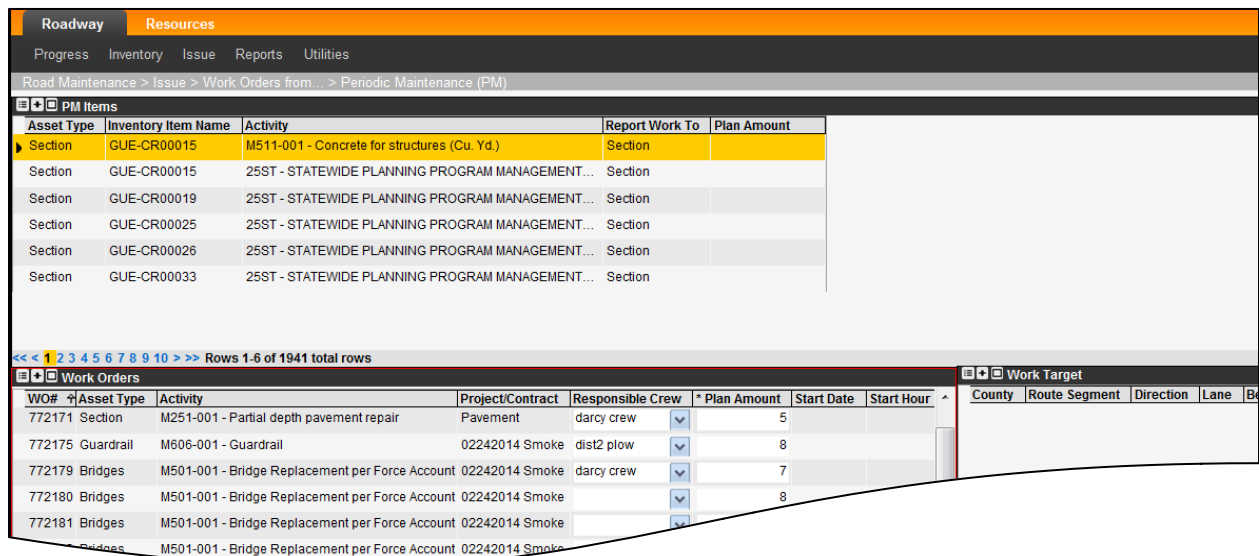 Roadway Resources
Progress Inventory Issue Reports Utilities
Road Maintenance > Issue > Work Orders from... > Periodic Maintenance (PM)
PM Items
Asset Type Inventory Item Name Activity Report Work To Plan Amount
Section GUE-CR00015 M511-001 - Concrete for structures (Cu. Yd.) Section
Section GUE-CR00015 25ST - STATEWIDE PLANNING PROGRAM MANAGEMENT... Section
Section GUE-CR00019 25ST - STATEWIDE PLANNING PROGRAM MANAGEMENT... Section
Section GUE-CR00025 25ST - STATEWIDE PLANNING PROGRAM MANAGEMENT... Section
Section GUE-CR00026 25ST - STATEWIDE PLANNING PROGRAM MANAGEMENT... Section
Section GUE-CR00033 25ST - STATEWIDE PLANNING PROGRAM MANAGEMENT... Section
<< < 1 2 3 4 5 6 7 8 9 10 > >> Rows 1-6 of 1941 total rows
Work Orders
WO# Asset Type Activity Project/Contract Responsible Crew * Plan Amount Start Date Start Hour
772171 Section M251-001 - Partial depth pavement repair Pavement darcy crew 5
772175 Guardrail M606-001 - Guardrail 02242014 Smoke dist2 plow 8
772179 Bridges M501-001 - Bridge Replacement per Force Account 02242014 Smoke darcy crew 7
772180 Bridges M501-001 - Bridge Replacement per Force Account 02242014 Smoke 8
772181 Bridges M501-001 - Bridge Replacement per Force Account 02242014 Smoke
Bridges M501-001 - Bridge Replacement per Force Account 02242014 Smoke
Work Target
County Route Segment Direction Lane Be